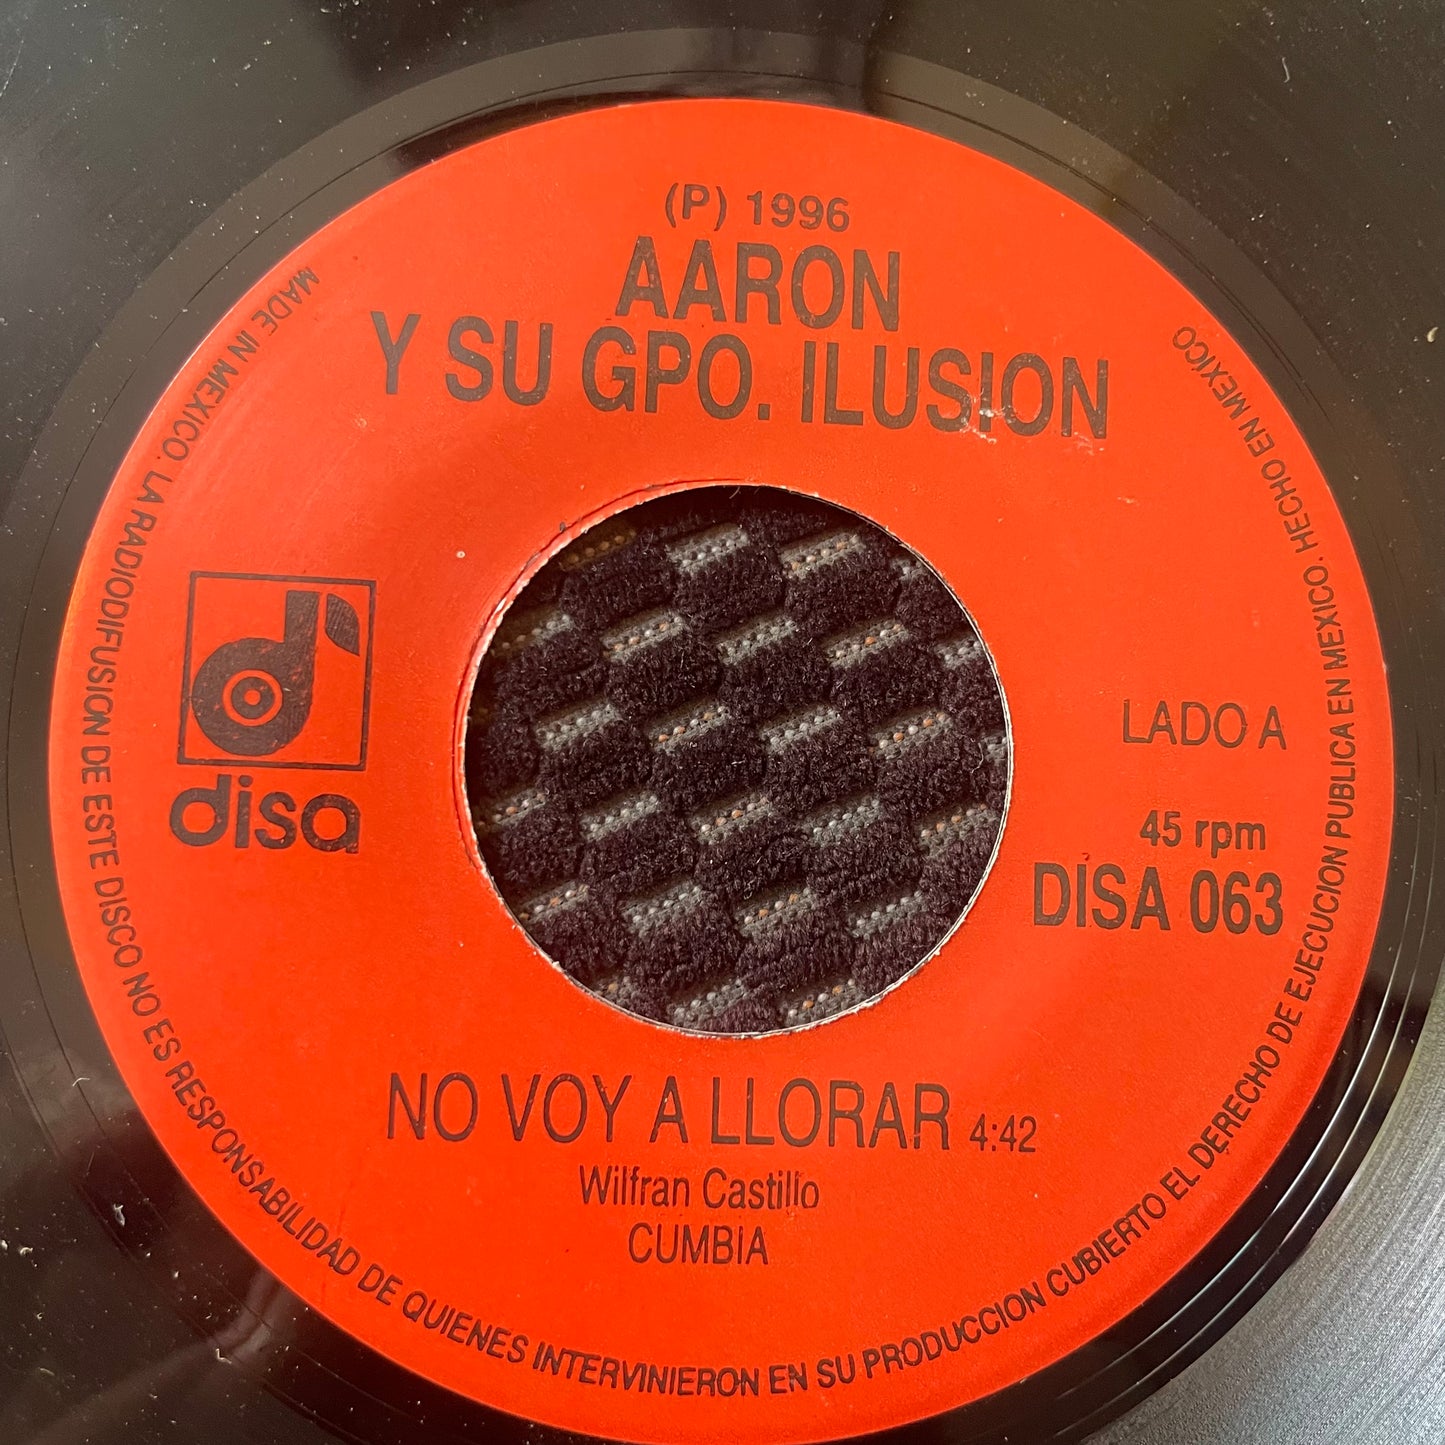 (P) 1996
AARON
Y SU GPO. ILUSION
disa
LADO A
45 rpm
DISA 063
NO VOY A LLORAR 4:42
Wilfran Castillo
CUMBIA
MADE IN MEXICO. LA RADIODIFUSION DE ESTE DISCO NO ES RESPONSABILIDAD DE QUIENES INTERVINIERON EN SU PRODUCCION CUBIERTO EL DERECHO DE EJECUCION PUBLICA EN MEXICO. HECHO EN MEXICO